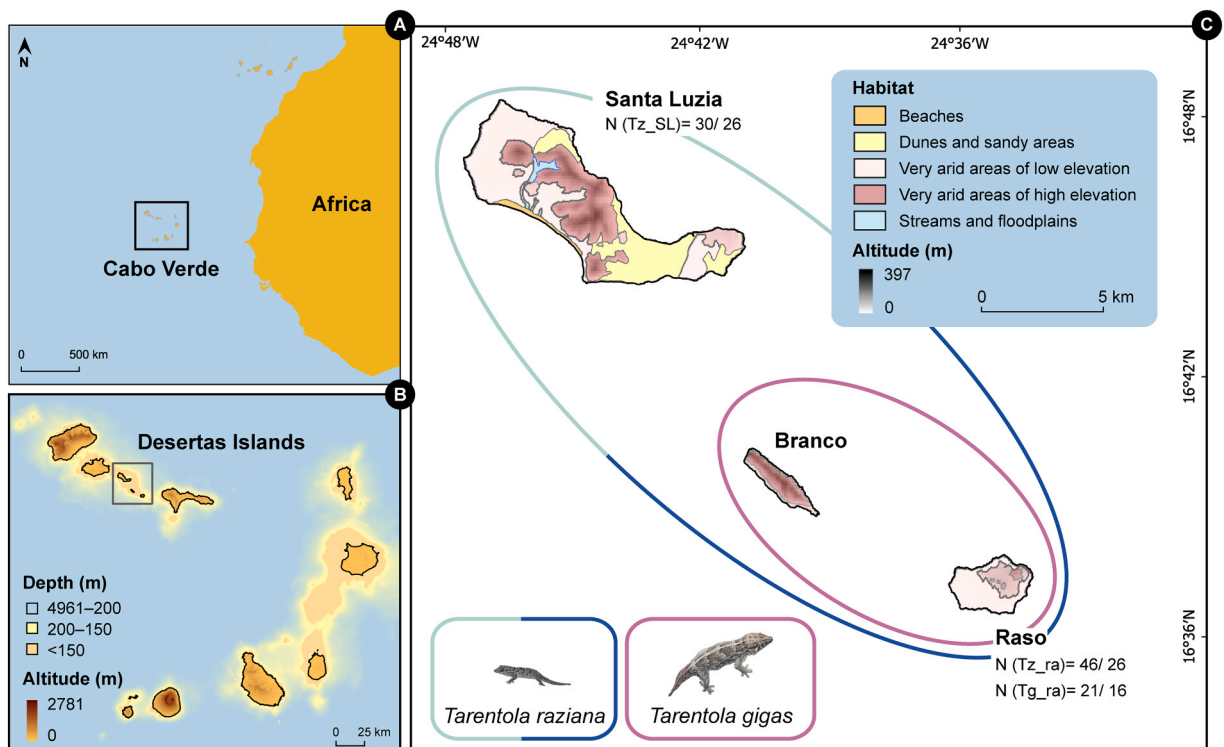 A
N
Africa
Cabo Verde
0 500 km
B
Desertas Islands
Depth (m)
4961–200
200–150
<150
Altitude (m)
2781
0
0 25 km
C
24°48′W 24°42′W 24°36′W
16°48′N
16°42′N
16°36′N
Santa Luzia
N (Tz_SL)= 30/ 26
Habitat
Beaches
Dunes and sandy areas
Very arid areas of low elevation
Very arid areas of high elevation
Streams and floodplains
Altitude (m)
397
0
0 5 km
Branco
Raso
N (Tz_ra)= 46/ 26
N (Tg_ra)= 21/ 16
Tarentola raziana
Tarentola gigas